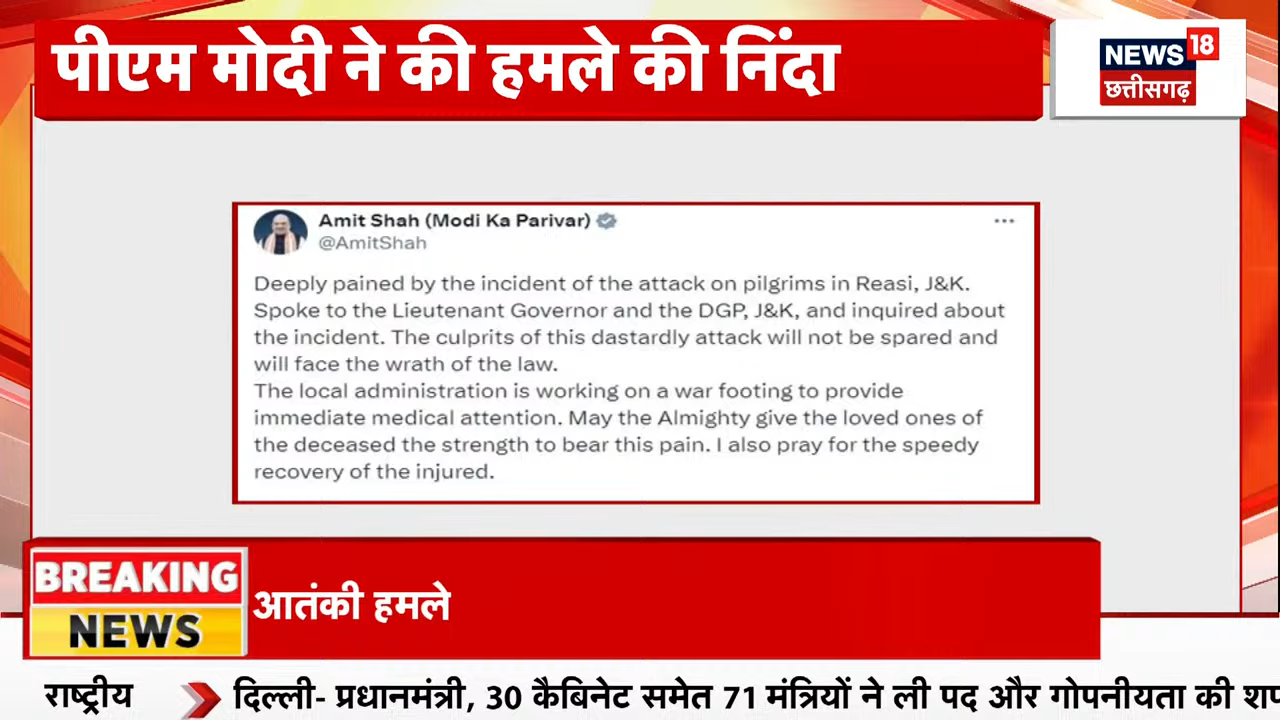 पीएम मोदी ने की हमले की निंदा
NEWS 18
छत्तीसगढ़
Amit Shah (Modi Ka Parivar)
@AmitShah
Deeply pained by the incident of the attack on pilgrims in Reasi, J&K.
Spoke to the Lieutenant Governor and the DGP, J&K, and inquired about
the incident. The culprits of this dastardly attack will not be spared and
will face the wrath of the law.
The local administration is working on a war footing to provide
immediate medical attention. May the Almighty give the loved ones of
the deceased the strength to bear this pain. I also pray for the speedy
recovery of the injured.
BREAKING
NEWS
आतंकी हमले
राष्ट्रीय
दिल्ली- प्रधानमंत्री, 30 कैबिनेट समेत 71 मंत्रियों ने ली पद और गोपनीयता की